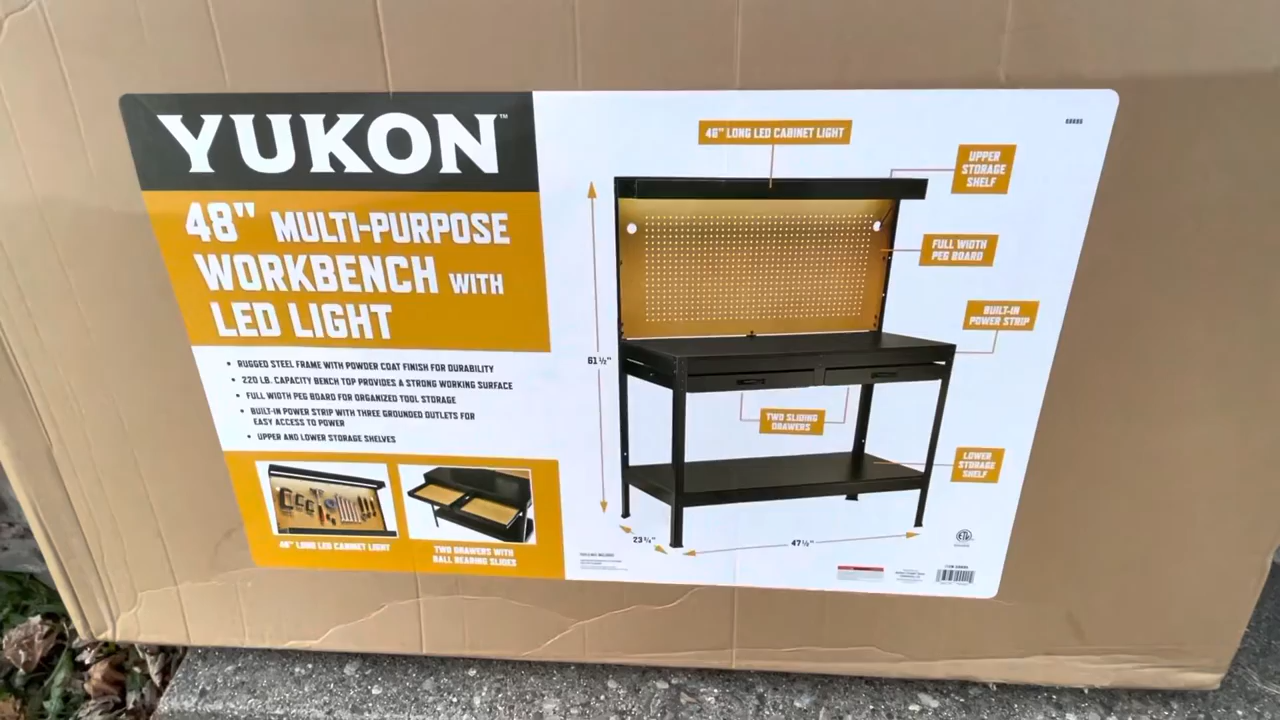 YUKON™
48" MULTI-PURPOSE
WORKBENCH WITH
LED LIGHT
• RUGGED STEEL FRAME WITH POWDER COAT FINISH FOR DURABILITY
• 220 LB. CAPACITY BENCH TOP PROVIDES A STRONG WORKING SURFACE
• FULL WIDTH PEG BOARD FOR ORGANIZED TOOL STORAGE
• BUILT-IN POWER STRIP WITH THREE GROUNDED OUTLETS FOR
EASY ACCESS TO POWER
• UPPER AND LOWER STORAGE SHELVES
46" LONG LED CABINET LIGHT
TWO DRAWERS WITH
BALL BEARING SLIDES
46" LONG LED CABINET LIGHT
UPPER
STORAGE
SHELF
FULL WIDTH
PEG BOARD
BUILT-IN
POWER STRIP
61 ½"
TWO SLIDING
DRAWERS
LOWER
STORAGE
SHELF
23 ¼"
47 ½"